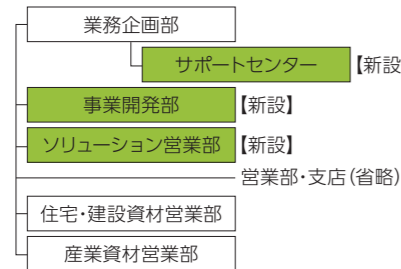 業務企画部
サポートセンター 【新設
事業開発部 【新設】
ソリューション営業部 【新設】
営業部・支店(省略)
住宅・建設資材営業部
産業資材営業部